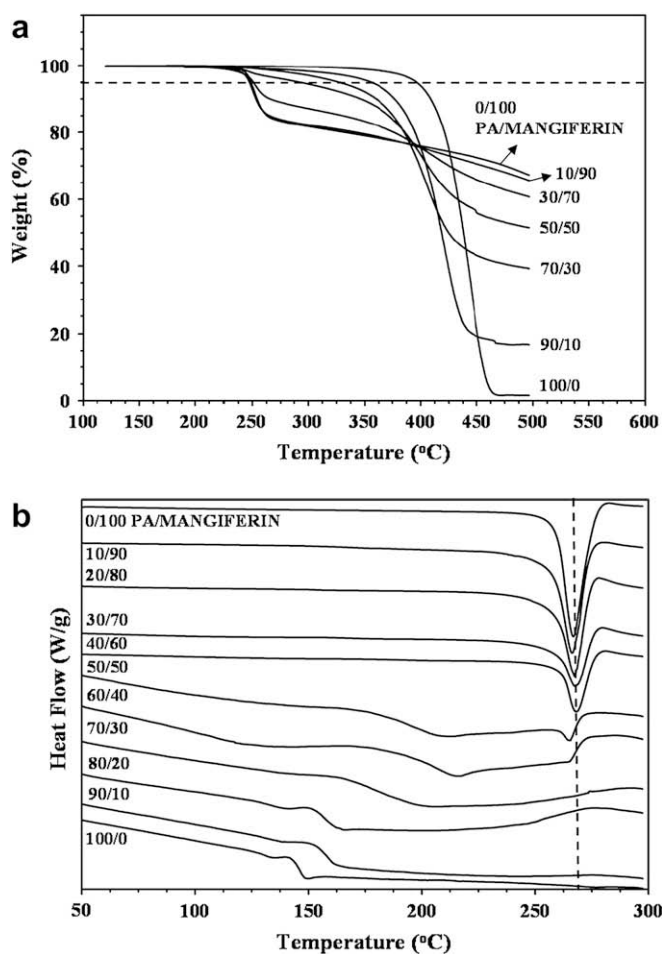 a
120
100
80
60
40
20
0
Weight (%)
0/100
PA/MANGIFERIN
10/90
30/70
50/50
70/30
90/10
100/0
100 150 200 250 300 350 400 450 500 550 600
Temperature (oC)
b
0/100 PA/MANGIFERIN
10/90
20/80
30/70
40/60
50/50
60/40
70/30
80/20
90/10
100/0
Heat Flow (W/g)
50 100 150 200 250 300
Temperature (oC)